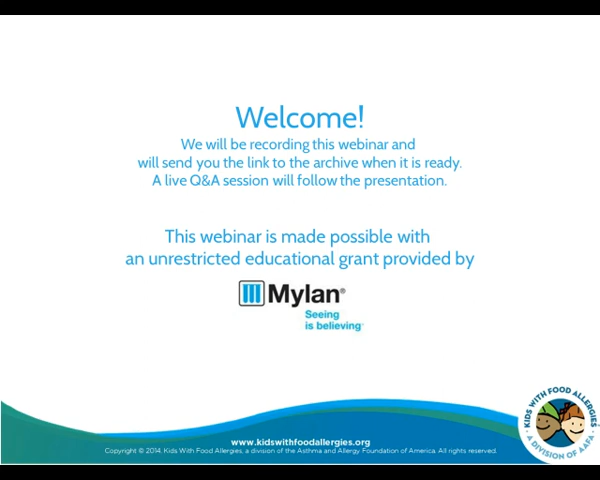 Welcome!
We will be recording this webinar and
will send you the link to the archive when it is ready.
A live Q&A session will follow the presentation.
This webinar is made possible with
an unrestricted educational grant provided by
Mylan®
Seeing
is believing
KIDS WITH FOOD ALLERGIES
A DIVISION OF AAFA
www.kidswithfoodallergies.org
Copyright © 2014, Kids With Food Allergies, a division of the Asthma and Allergy Foundation of America. All rights reserved.